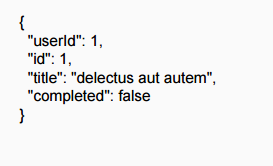 {
  "userId": 1,
  "id": 1,
  "title": "delectus aut autem",
  "completed": false
}